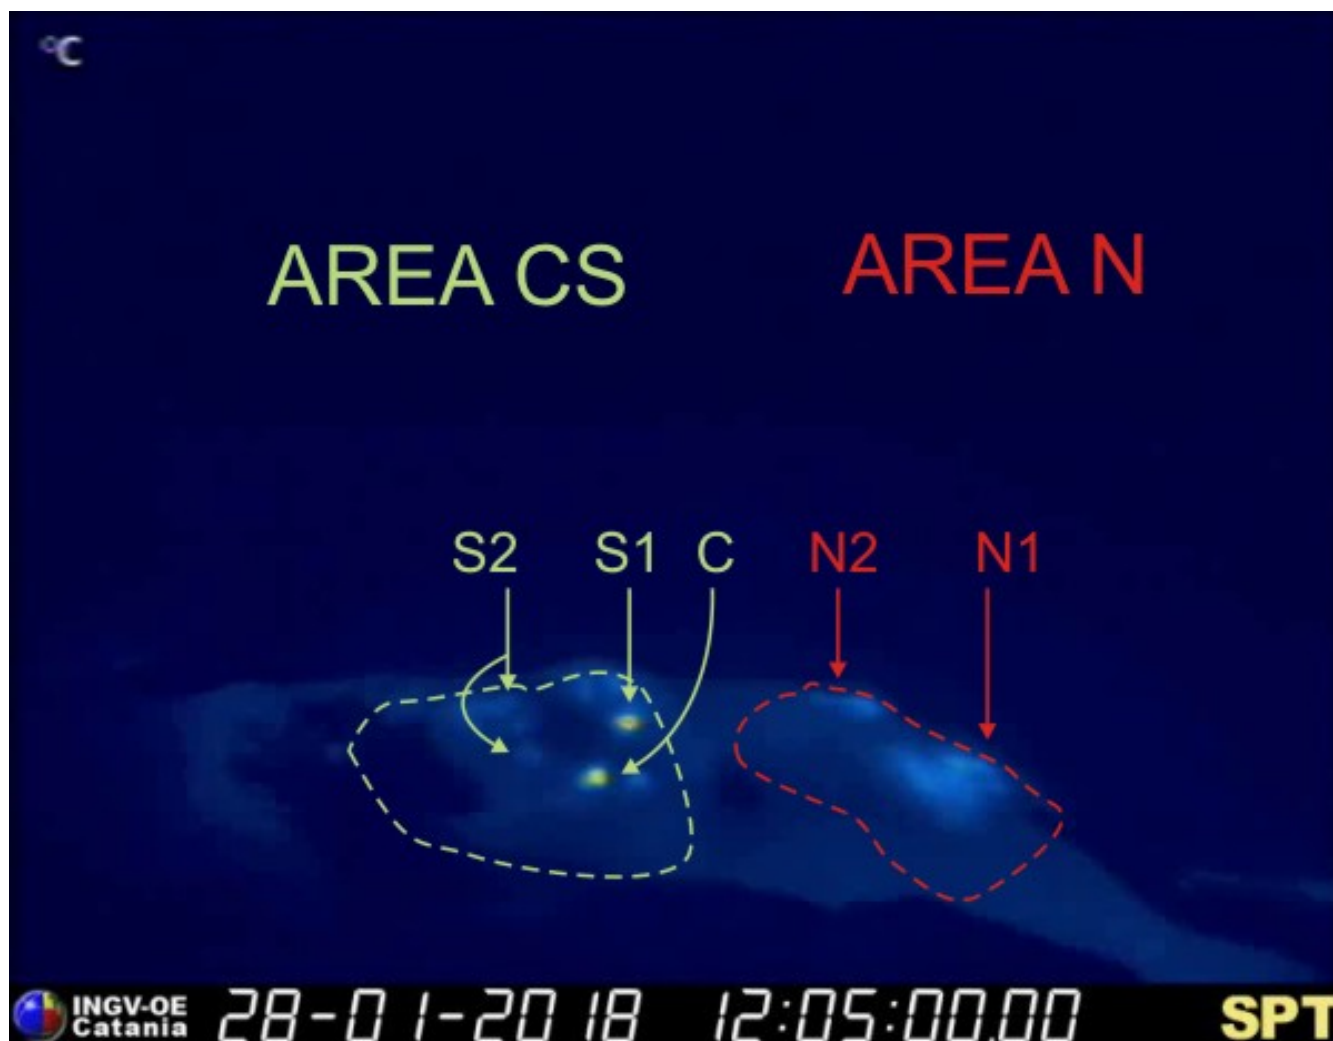 °C
AREA CS
AREA N
S2 S1 C N2 N1
INGV-OE
Catania
28-01-2018 12:05:00.00
SPT